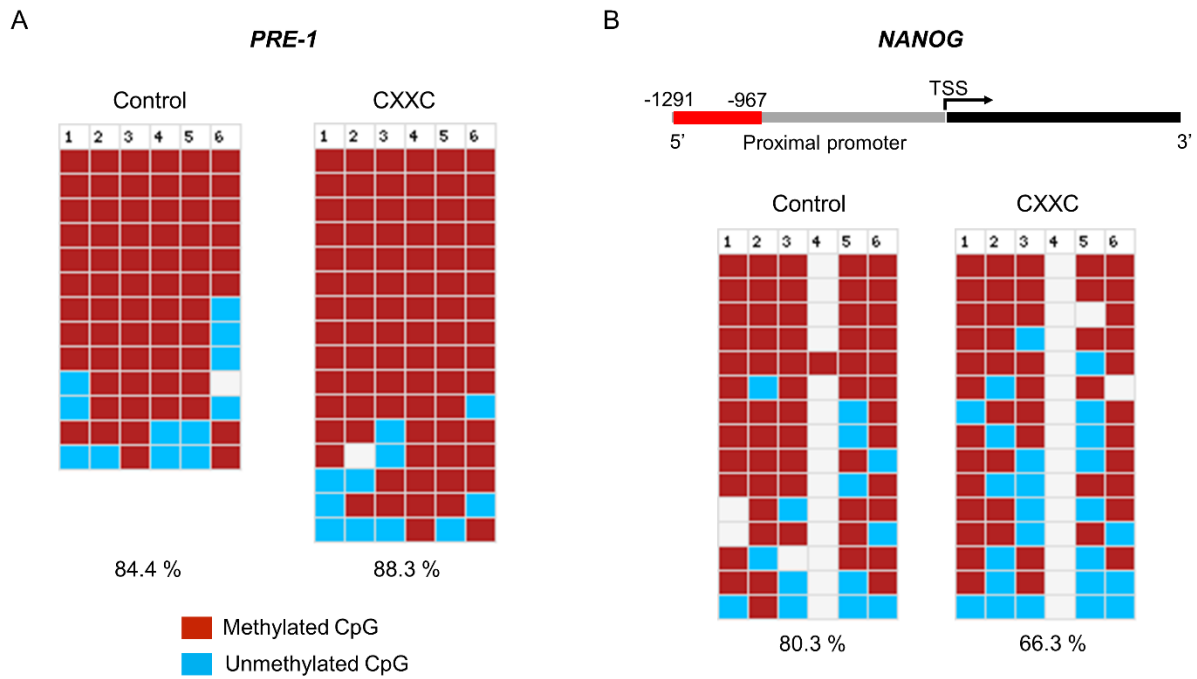 A
PRE-1
Control
CXXC
1 2 3 4 5 6
1 2 3 4 5 6
84.4 %
88.3 %
Methylated CpG
Unmethylated CpG
B
NANOG
-1291
-967
TSS
5’
Proximal promoter
3’
Control
CXXC
1 2 3 4 5 6
1 2 3 4 5 6
80.3 %
66.3 %